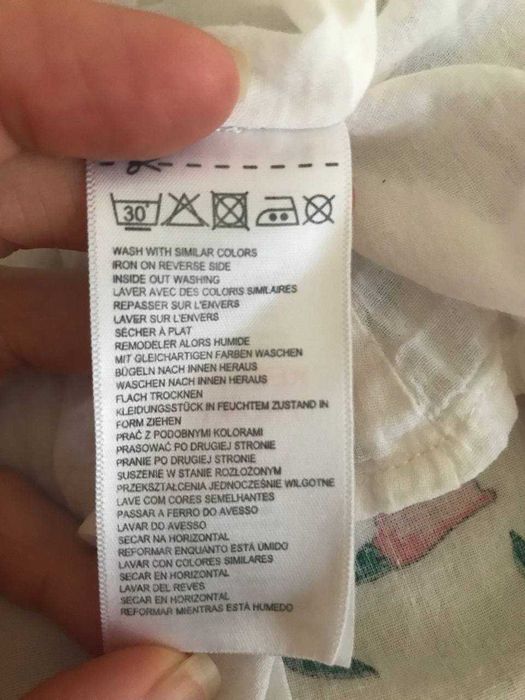 30°
WASH WITH SIMILAR COLORS
IRON ON REVERSE SIDE
INSIDE OUT WASHING
LAVER AVEC DES COLORIS SIMILAIRES
REPASSER SUR L'ENVERS
LAVER SUR L'ENVERS
SÉCHER À PLAT
REMODELER ALORS HUMIDE
MIT GLEICHARTIGEN FARBEN WASCHEN
BÜGELN NACH INNEN HERAUS
WASCHEN NACH INNEN HERAUS
FLACH TROCKNEN
KLEIDUNGSSTÜCK IN FEUCHTEM ZUSTAND IN
FORM ZIEHEN
PRAĆ Z PODOBNYMI KOLORAMI
PRASOWAĆ PO DRUGIEJ STRONIE
PRANIE PO DRUGIEJ STRONIE
SUSZENIE W STANIE ROZŁOŻONYM
PRZEKSZTAŁCENIA JEDNOCZEŚNIE WILGOTNE
LAVE COM CORES SEMELHANTES
PASSAR A FERRO DO AVESSO
LAVAR DO AVESSO
SECAR NA HORIZONTAL
REFORMAR ENQUANTO ESTÁ ÚMIDO
LAVAR CON COLORES SIMILARES
SECAR EN HORIZONTAL
LAVAR DEL REVES
SECAR EN HORIZONTAL
REFORMAR MIENTRAS ESTÁ HUMEDO